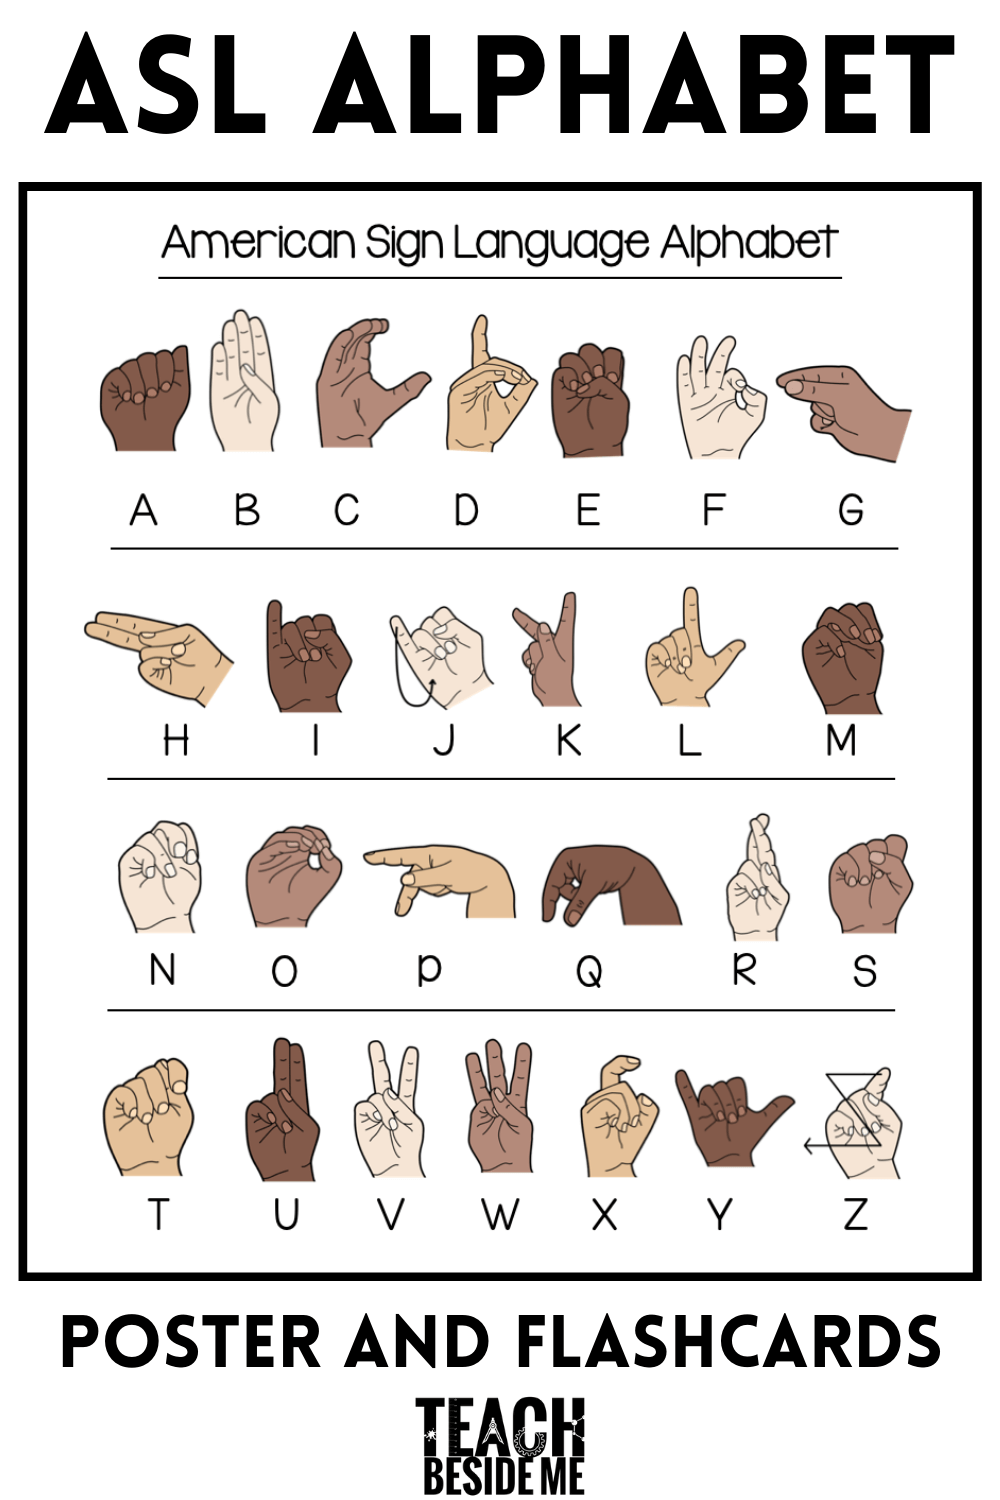 ASL ALPHABET
American Sign Language Alphabet
A B C D E F G
H I J K L M
N O P Q R S
T U V W X Y Z
POSTER AND FLASHCARDS
TEACH
BESIDE ME